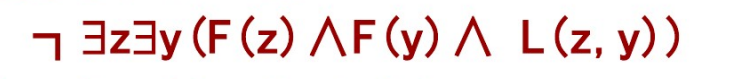 ¬ ∃z∃y(F(z) ∧F(y) ∧ L(z, y))